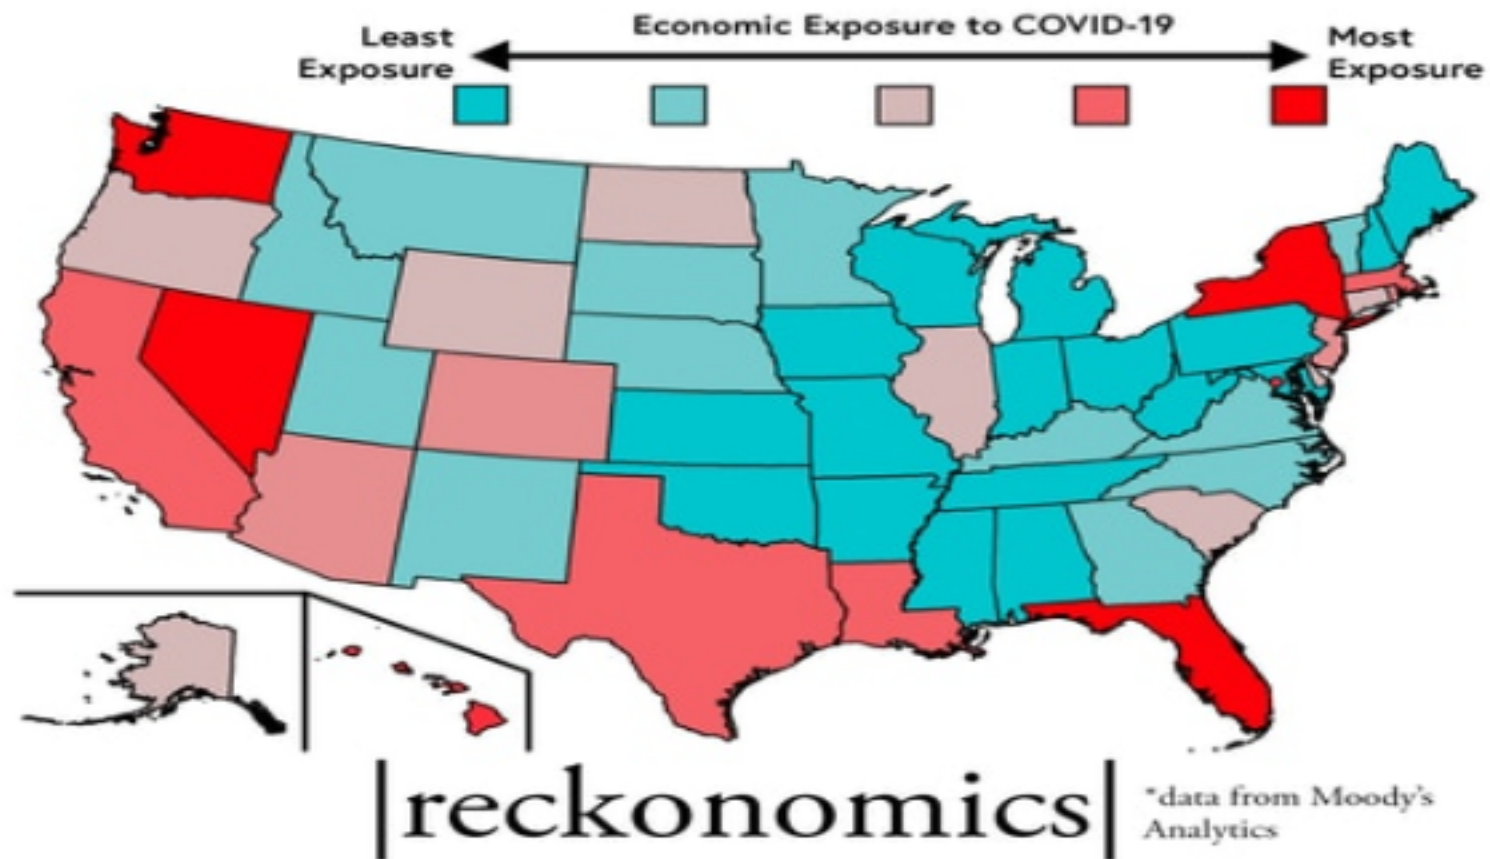 Economic Exposure to COVID-19
Least
Exposure
Most
Exposure
|reckonomics|
*data from Moody's
Analytics